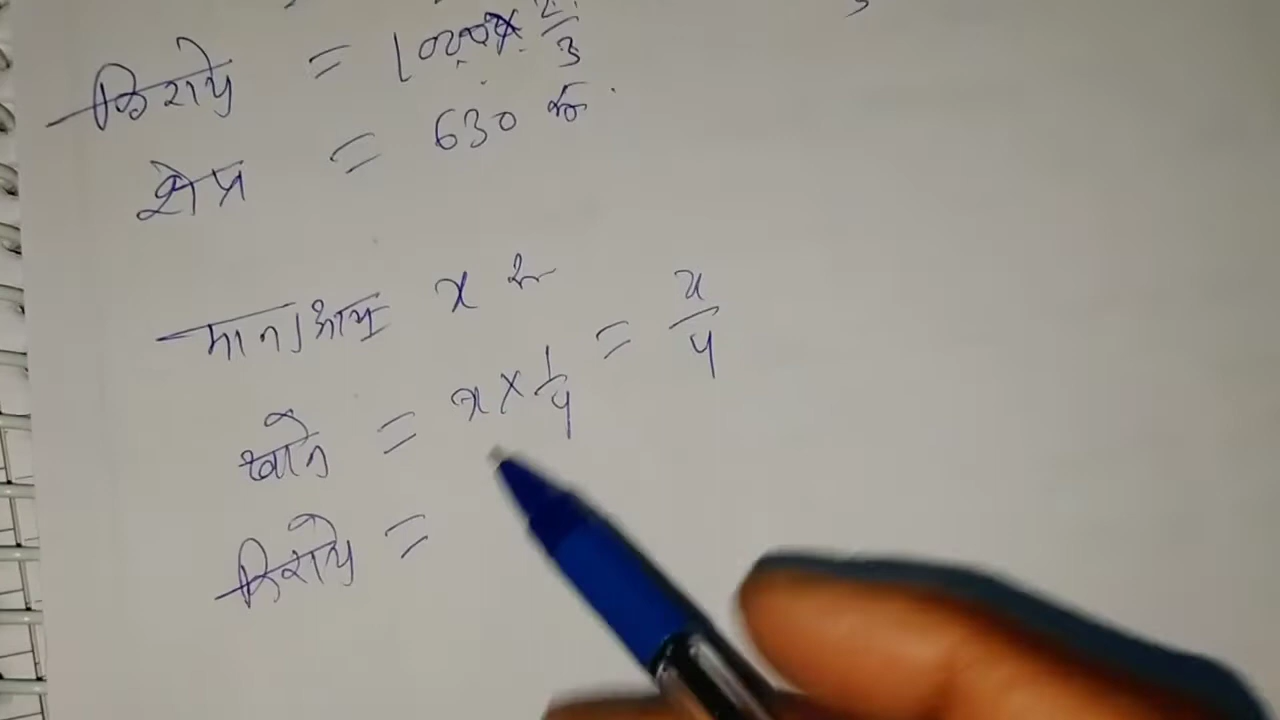 किराये =
शेष = 630 रू.
माना आय x रू
खाने = x × 1/4 = x/4
किराये =